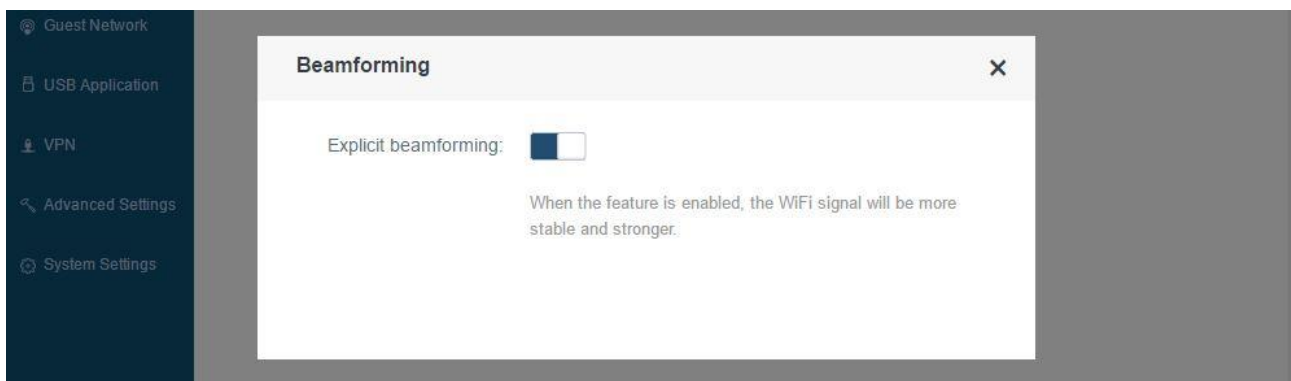 Guest Network
USB Application
VPN
Advanced Settings
System Settings
Beamforming
Explicit beamforming:
When the feature is enabled, the WiFi signal will be more
stable and stronger.